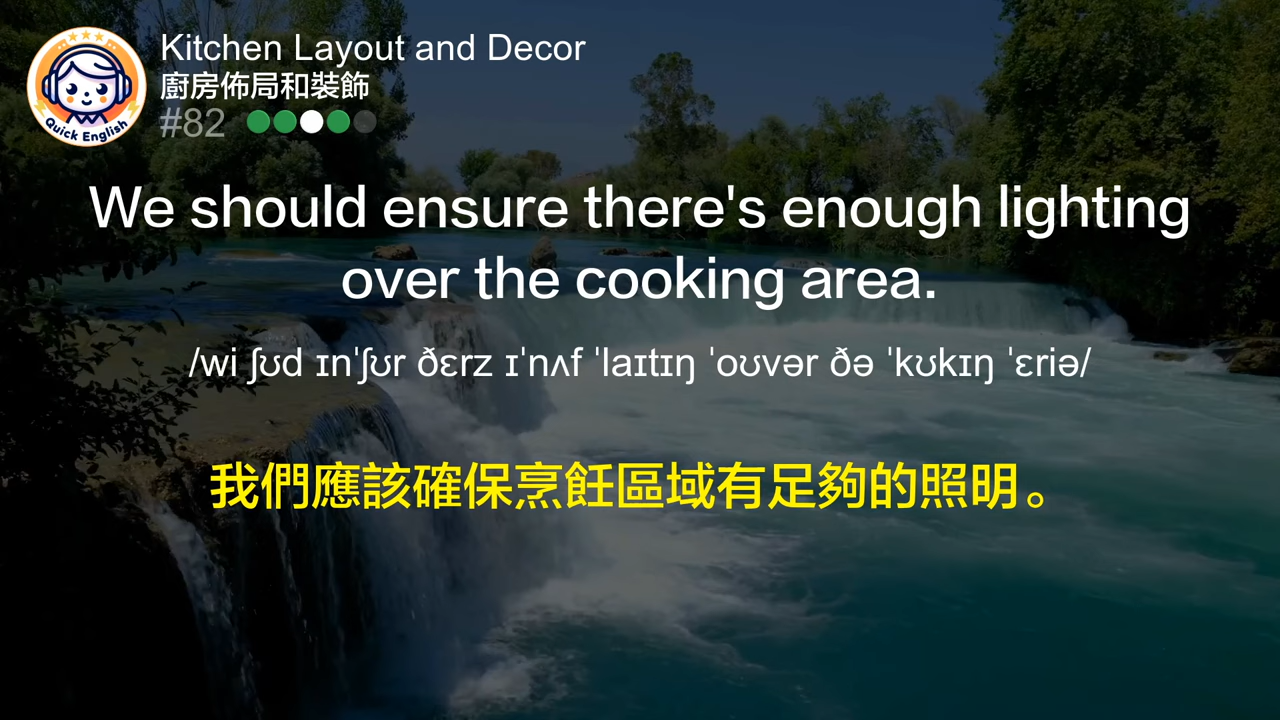 Quick English
Kitchen Layout and Decor
廚房佈局和裝飾
#82
We should ensure there's enough lighting
over the cooking area.
/wi ʃʊd ɪnˈʃʊr ðɛrz ɪˈnʌf ˈlaɪtɪŋ ˈoʊvər ðə ˈkʊkɪŋ ˈɛriə/
我們應該確保烹飪區域有足夠的照明。